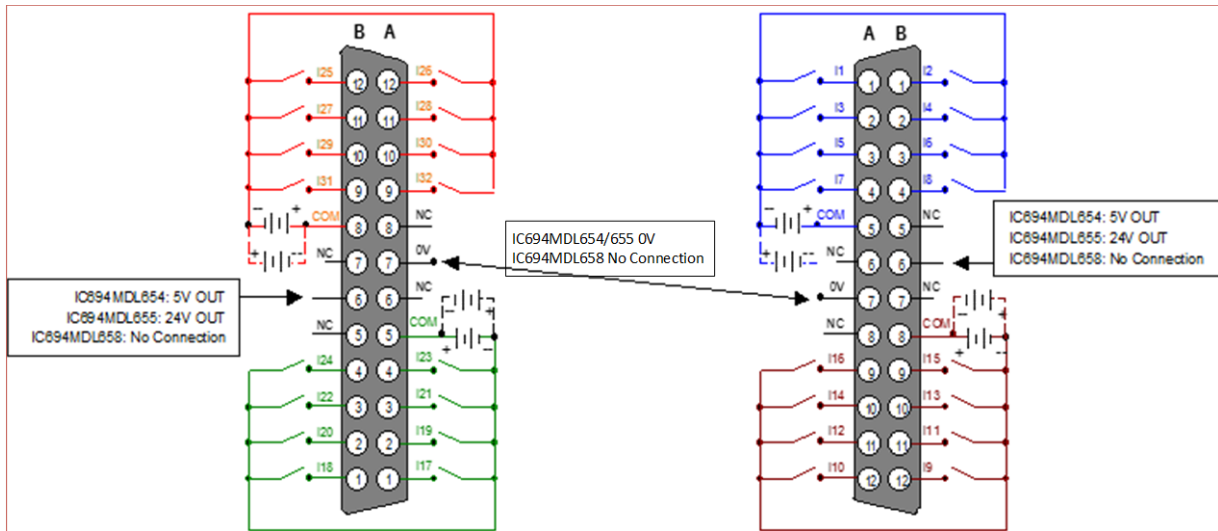 B A
I25 12 12 I26
I27 11 11 I28
I29 10 10 I30
I31 9 9 I32
− + COM 8 8 NC
+ -- NC 7 7 0V
6 6 NC
IC694MDL654: 5V OUT
IC694MDL655: 24V OUT
IC694MDL658: No Connection
− +
NC 5 5 COM
+ −
I24 4 4 I23
I22 3 3 I21
I20 2 2 I19
I18 1 1 I17
IC694MDL654/655 0V
IC694MDL658 No Connection
A B
I1 1 1 I2
I3 2 2 I4
I5 3 3 I6
I7 4 4 I8
− + COM 5 5 NC
+ -- NC 6 6
IC694MDL654: 5V OUT
IC694MDL655: 24V OUT
IC694MDL658: No Connection
0V 7 7 NC
− +
NC 8 8 COM
+ --
I16 9 9 I15
I14 10 10 I13
I12 11 11 I11
I10 12 12 I9